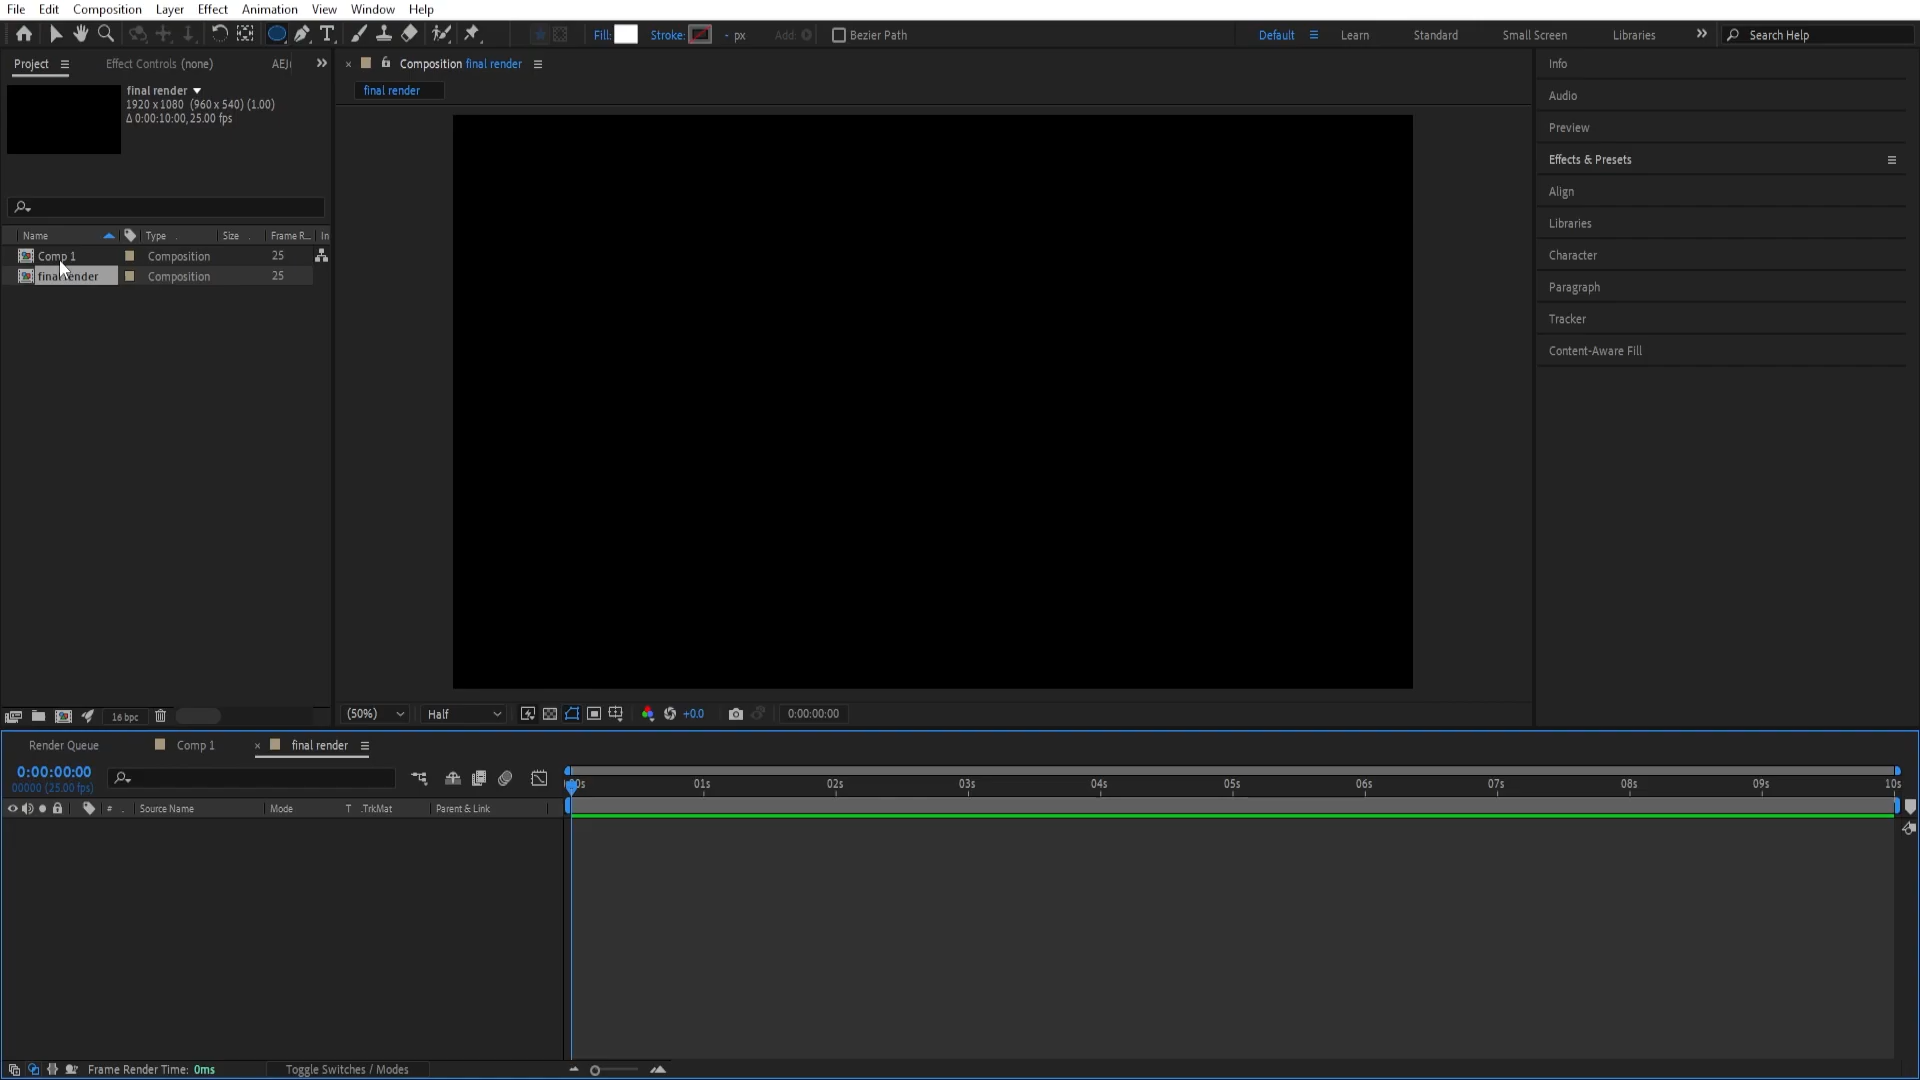 File Edit Composition Layer Effect Animation View Window Help
Fill: Stroke: - px Add: Bezier Path Default Learn Standard Small Screen Libraries Search Help
Project Effect Controls (none)
Composition final render
final render
final render
1920 x 1080 (960 x 540) (1.00)
Δ 0:00:10:00, 25.00 fps
Name Type Size Frame R... In
Comp 1 Composition 25
final render Composition 25
Info
Audio
Preview
Effects & Presets
Align
Libraries
Character
Paragraph
Tracker
Content-Aware Fill
16 bpc
(50%) Half +0.0 0:00:00:00
Render Queue Comp 1 final render
0:00:00:00
00000 (25.00 fps)
01s 02s 03s 04s 05s 06s 07s 08s 09s 10s
# Source Name Mode T .TrkMat Parent & Link
Frame Render Time: 0ms Toggle Switches / Modes